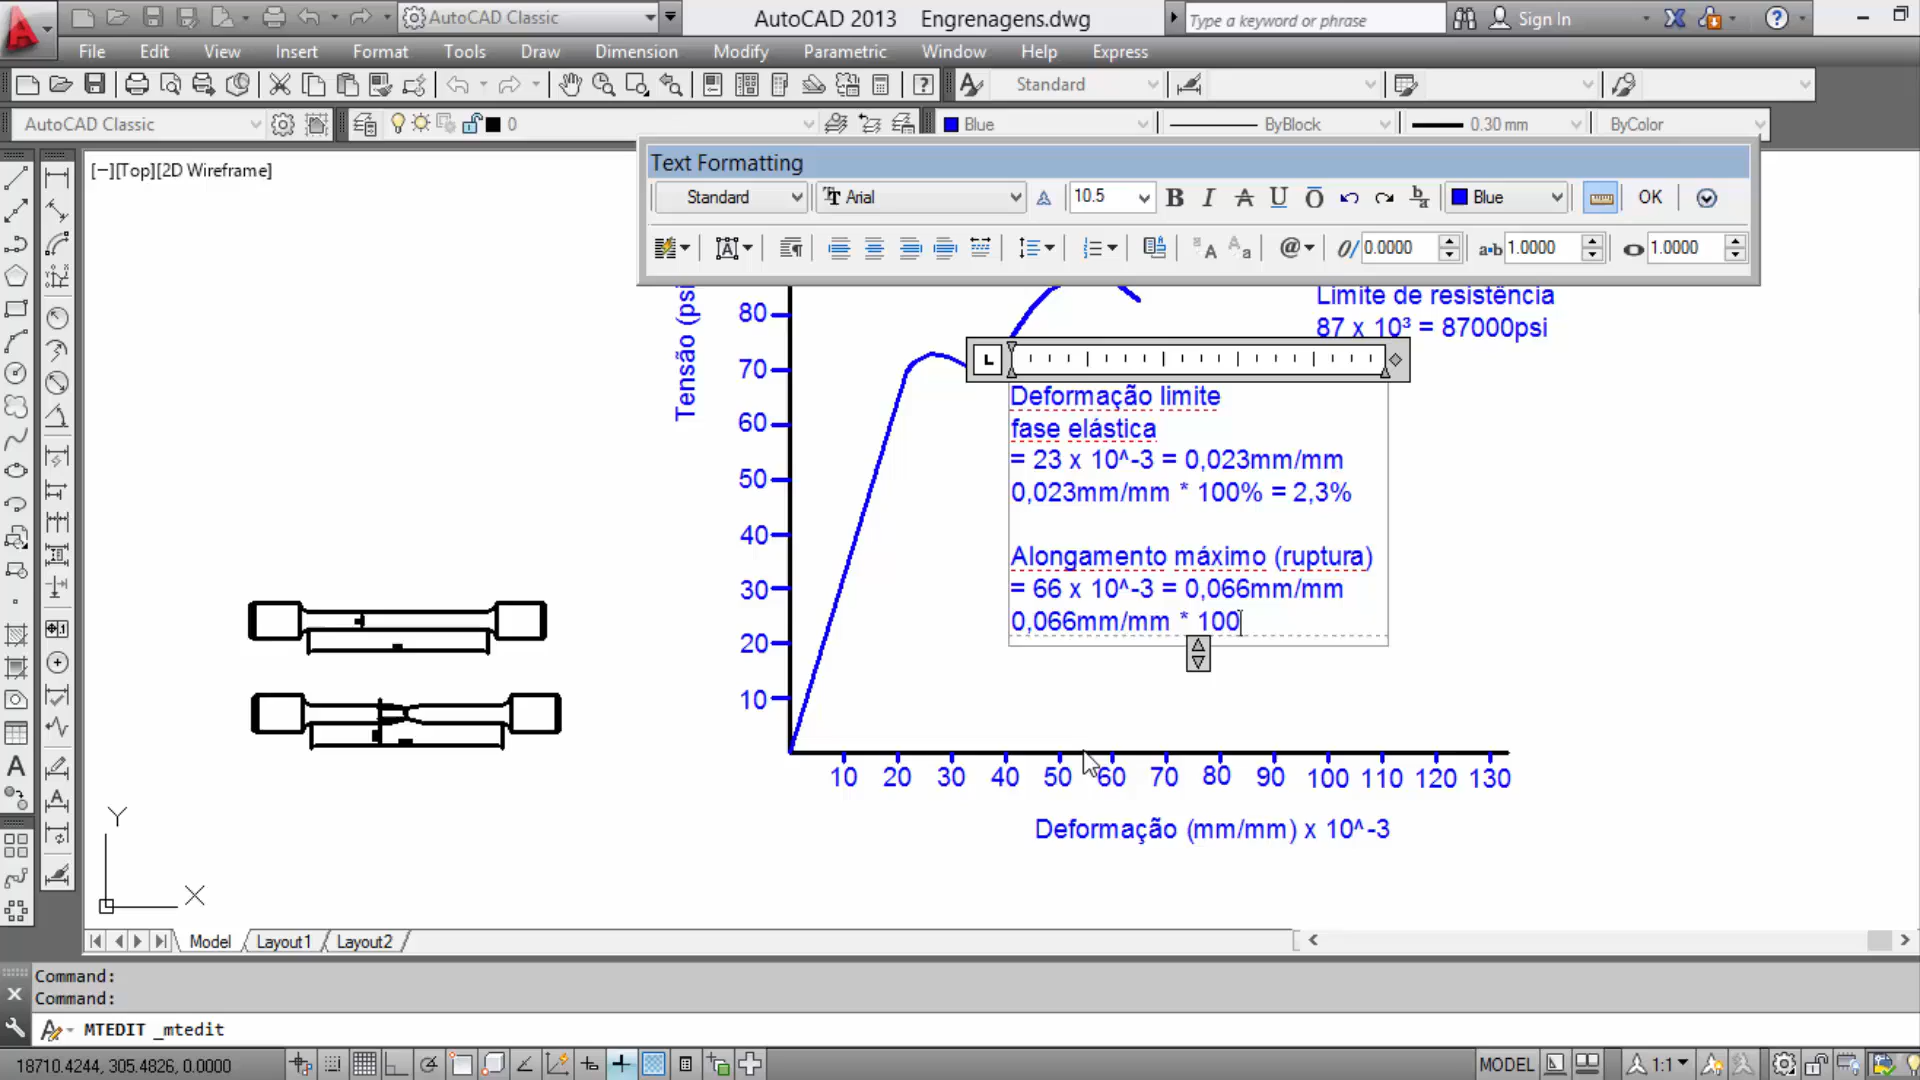 AutoCAD Classic
AutoCAD 2013 Engrenagens.dwg
Type a keyword or phrase
Sign In
File Edit View Insert Format Tools Draw Dimension Modify Parametric Window Help Express
Standard
AutoCAD Classic
0
Blue
ByBlock
0.30 mm
ByColor
[−][Top][2D Wireframe]
Text Formatting
Standard
Arial
10.5
B I A U O
Blue
OK
0.0000
1.0000
1.0000
Tensão (psi
80
70
60
50
40
30
20
10
Limite de resistência
87 x 10³ = 87000psi
L
Deformação limite
fase elástica
= 23 x 10^-3 = 0,023mm/mm
0,023mm/mm * 100% = 2,3%
Alongamento máximo (ruptura)
= 66 x 10^-3 = 0,066mm/mm
0,066mm/mm * 100
10 20 30 40 50 60 70 80 90 100 110 120 130
Deformação (mm/mm) x 10^-3
Y
X
Model Layout1 Layout2
Command:
Command:
MTEDIT _mtedit
18710.4244, 305.4826, 0.0000
MODEL
1:1